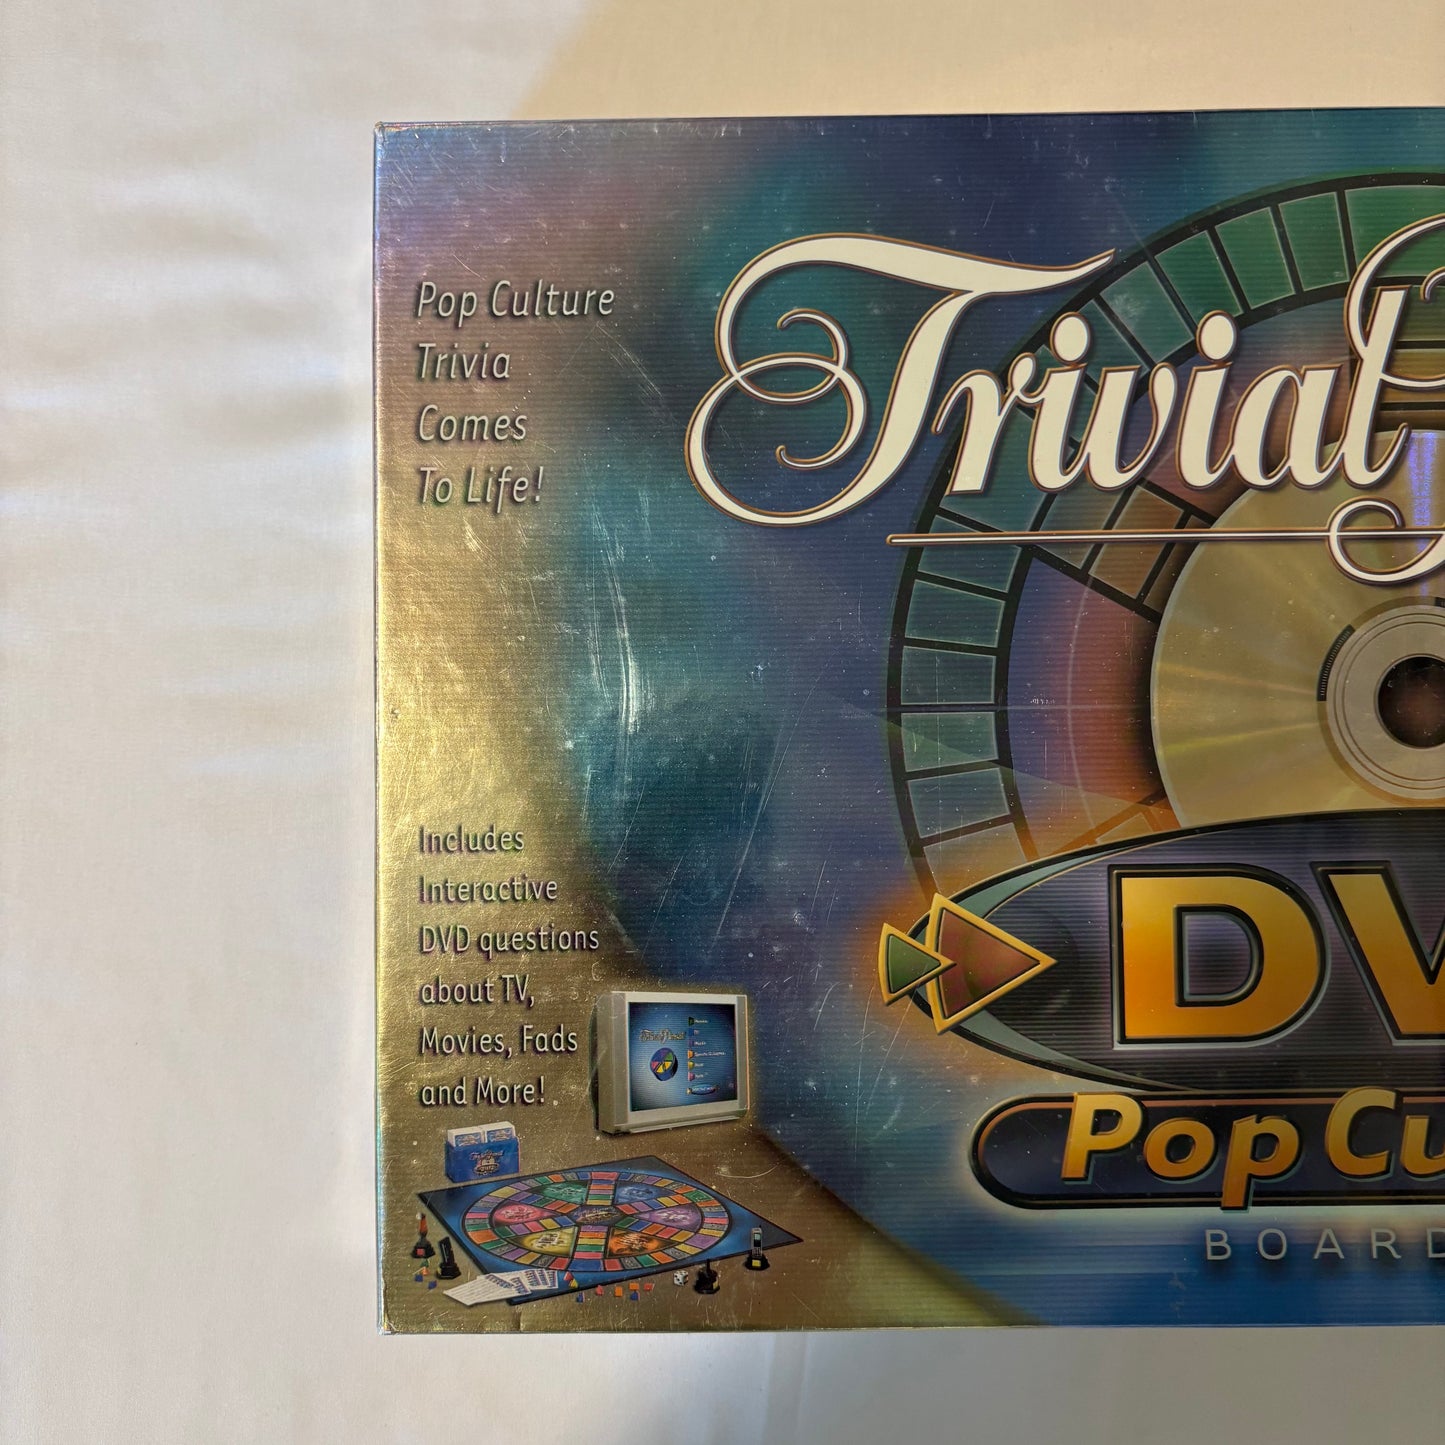 Pop Culture
Trivia
Comes
To Life!
Trivial
DV
Pop Cu
BOARD
Includes
Interactive
DVD questions
about TV,
Movies, Fads
and More!